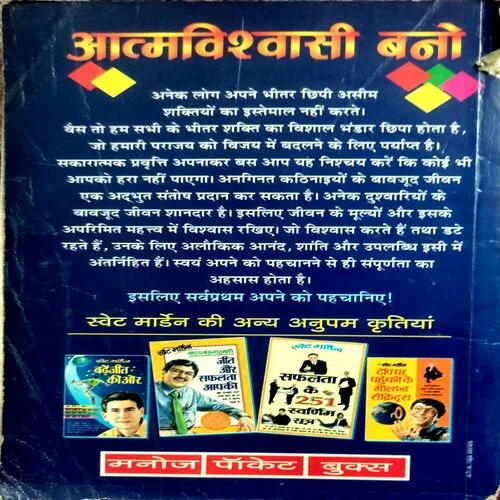 आत्मविश्वासी बनो
अनेक लोग अपने भीतर छिपी असीम
शक्तियों का इस्तेमाल नहीं करते।
वैस तो हम सभी के भीतर शक्ति का विशाल भंडार छिपा होता है,
जो हमारी पराजय को विजय में बदलने के लिए पर्याप्त है।
सकारात्मक प्रवृत्ति अपनाकर बस आप यह निश्चय करें कि कोई भी
आपको हरा नहीं पाएगा। अनगिनत कठिनाइयों के बावजूद जीवन
एक अद्भुत संतोष प्रदान कर सकता है। अनेक दुश्वारियों के
बावजूद जीवन शानदार है। इसलिए जीवन के मूल्यों और इसके
अपरिमित महत्त्व में विश्वास रखिए। जो विश्वास करते हैं तथा डटे
रहते हैं, उनके लिए अलौकिक आनंद, शांति और उपलब्धि इसी में
अंतर्निहित हैं। स्वयं अपने को पहचानने से ही संपूर्णता का
अहसास होता है।
इसलिए सर्वप्रथम अपने को पहचानिए!
स्वेट मार्डेन की अन्य अनुपम कृतियां
स्वेट मार्डेन
बढ़े जीत
की ओर
जीत
और
सफलता
आपकी
स्वेट मार्डेन
सफलता
के
251
स्वर्णिम
सूत्र
स्वेट मार्डेन
टॉप पर
पहुंचने के
गोल्डन
सीक्रेट्स
मनोज पॉकेट बुक्स